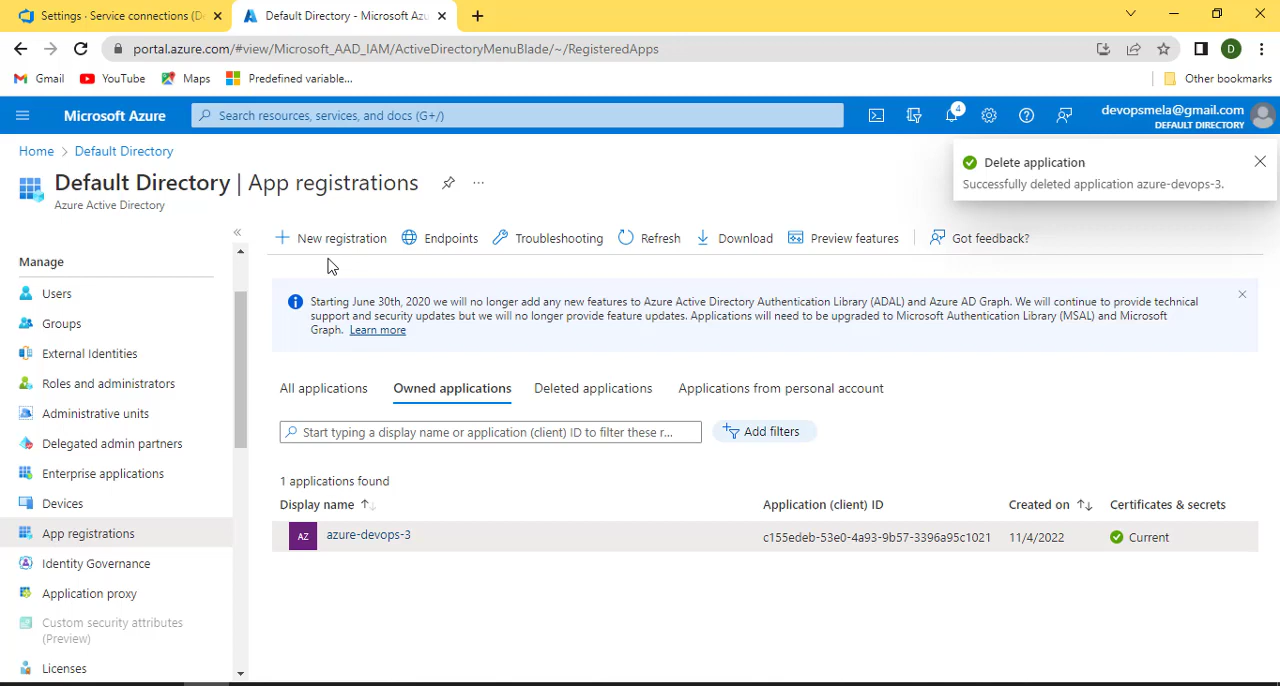 Settings · Service connections (D
Default Directory - Microsoft Azu
portal.azure.com/#view/Microsoft_AAD_IAM/ActiveDirectoryMenuBlade/~/RegisteredApps
D
Gmail
YouTube
Maps
Predefined variable...
Other bookmarks
Microsoft Azure
Search resources, services, and docs (G+/)
4
devopsmela@gmail.com
DEFAULT DIRECTORY
Home > Default Directory
Delete application
Successfully deleted application azure-devops-3.
Default Directory | App registrations
Azure Active Directory
New registration
Endpoints
Troubleshooting
Refresh
Download
Preview features
Got feedback?
Manage
Users
Groups
External Identities
Roles and administrators
Administrative units
Delegated admin partners
Enterprise applications
Devices
App registrations
Identity Governance
Application proxy
Custom security attributes
(Preview)
Licenses
Starting June 30th, 2020 we will no longer add any new features to Azure Active Directory Authentication Library (ADAL) and Azure AD Graph. We will continue to provide technical
support and security updates but we will no longer provide feature updates. Applications will need to be upgraded to Microsoft Authentication Library (MSAL) and Microsoft
Graph. Learn more
All applications
Owned applications
Deleted applications
Applications from personal account
Start typing a display name or application (client) ID to filter these r...
Add filters
1 applications found
Display name
Application (client) ID
Created on
Certificates & secrets
AZ
azure-devops-3
c155edeb-53e0-4a93-9b57-3396a95c1021
11/4/2022
Current